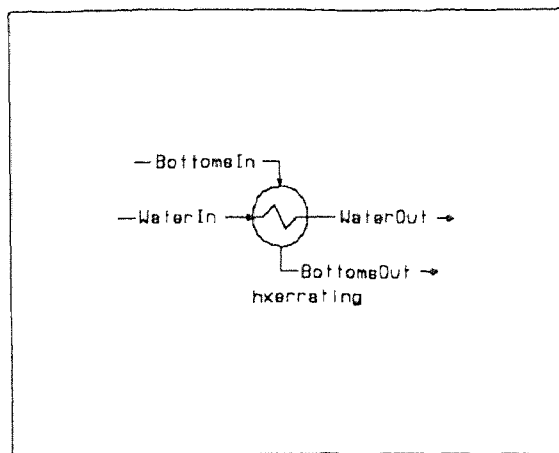 BottomsIn
WaterIn
WaterOut
BottomsOut
hxerrating